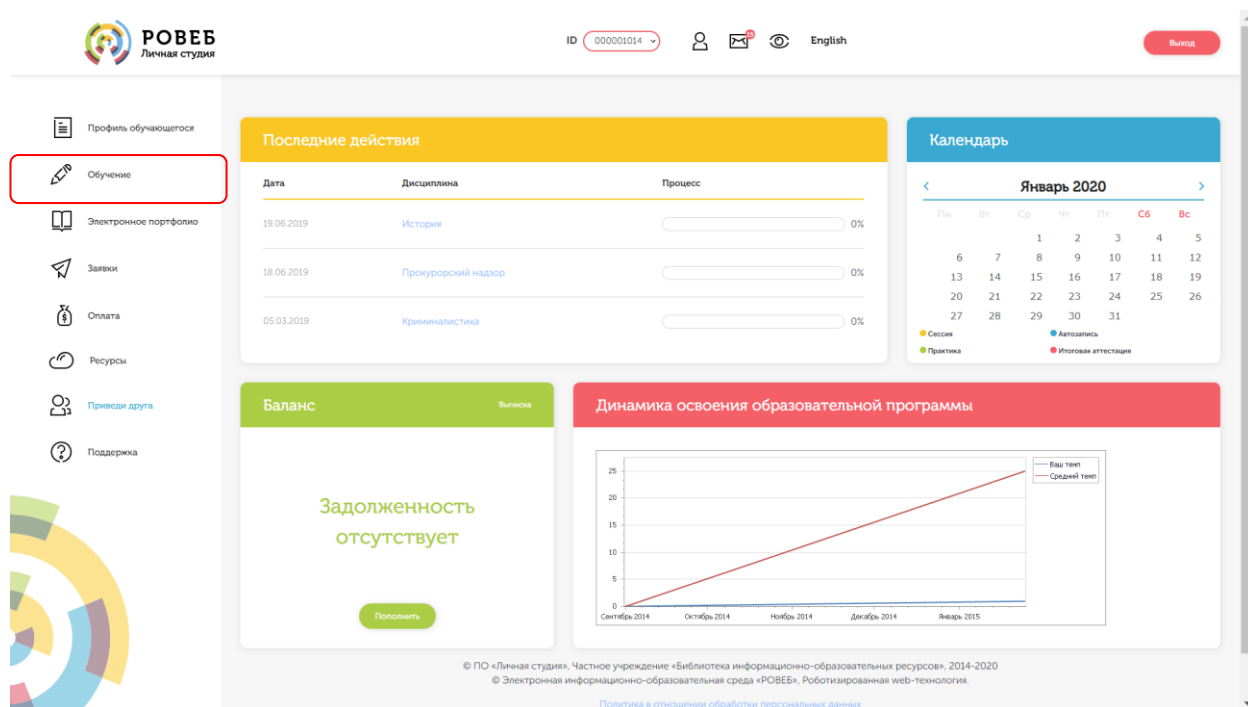 РОВЕБ
Личная студия
ID 000001014
15
English
Выход
Профиль обучающегося
Обучение
Электронное портфолио
Заявки
Оплата
Ресурсы
Приведи друга
Поддержка
Последние действия
Дата Дисциплина Процесс
19.06.2019 История 0%
18.06.2019 Прокурорский надзор 0%
05.03.2019 Криминалистика 0%
Календарь
< Январь 2020 >
Пн Вт Ср Чт Пт Сб Вс
1 2 3 4 5
6 7 8 9 10 11 12
13 14 15 16 17 18 19
20 21 22 23 24 25 26
27 28 29 30 31
Сессия Автозапись
Практика Итоговая аттестация
Баланс Выписка
Задолженность
отсутствует
Пополнить
Динамика освоения образовательной программы
25
20
15
10
5
0
Сентябрь 2014 Октябрь 2014 Ноябрь 2014 Декабрь 2014 Январь 2015
Ваш темп
Средний темп
© ПО «Личная студия», Частное учреждение «Библиотека информационно-образовательных ресурсов», 2014-2020
© Электронная информационно-образовательная среда «РОВЕБ», Роботизированная web-технология.
Политика в отношении обработки персональных данных